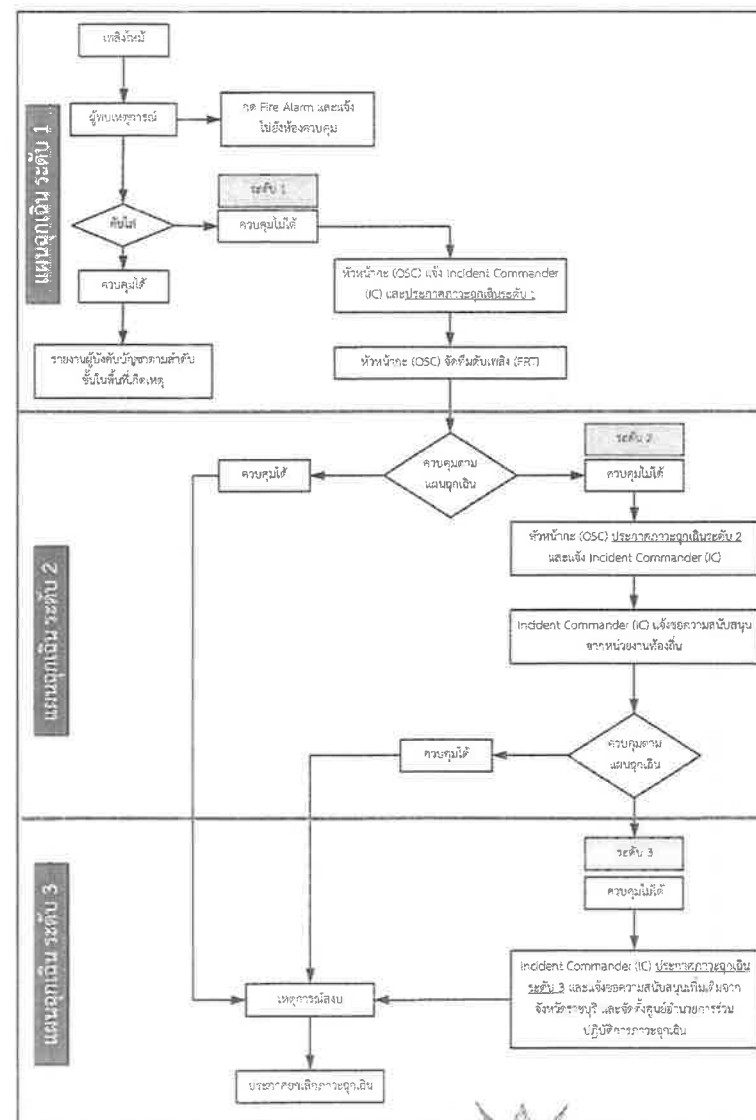 แผนฉุกเฉิน ระดับ 1
เพลิงไหม้
ผู้พบเหตุการณ์
กด Fire Alarm และแจ้ง
ไปยังห้องควบคุม
ดับไฟ
ระดับ 1
ควบคุมไม่ได้
ควบคุมได้
หัวหน้ากะ (OSC) แจ้ง Incident Commander
(IC) และประกาศภาวะฉุกเฉินระดับ 1
รายงานผู้บังคับบัญชาตามลำดับ
ชั้นในพื้นที่เกิดเหตุ
หัวหน้ากะ (OSC) จัดทีมดับเพลิง (FRT)
แผนฉุกเฉิน ระดับ 2
ควบคุมตาม
แผนฉุกเฉิน
ควบคุมได้
ระดับ 2
ควบคุมไม่ได้
หัวหน้ากะ (OSC) ประกาศภาวะฉุกเฉินระดับ 2
และแจ้ง Incident Commander (IC)
Incident Commander (IC) แจ้งขอความสนับสนุน
จากหน่วยงานท้องถิ่น
ควบคุมตาม
แผนฉุกเฉิน
ควบคุมได้
แผนฉุกเฉิน ระดับ 3
ระดับ 3
ควบคุมไม่ได้
Incident Commander (IC) ประกาศภาวะฉุกเฉิน
ระดับ 3 และแจ้งขอความสนับสนุนเพิ่มเติมจาก
จังหวัดราชบุรี และจัดตั้งศูนย์อำนวยการร่วม
ปฏิบัติการภาวะฉุกเฉิน
เหตุการณ์สงบ
ประกาศยกเลิกภาวะฉุกเฉิน